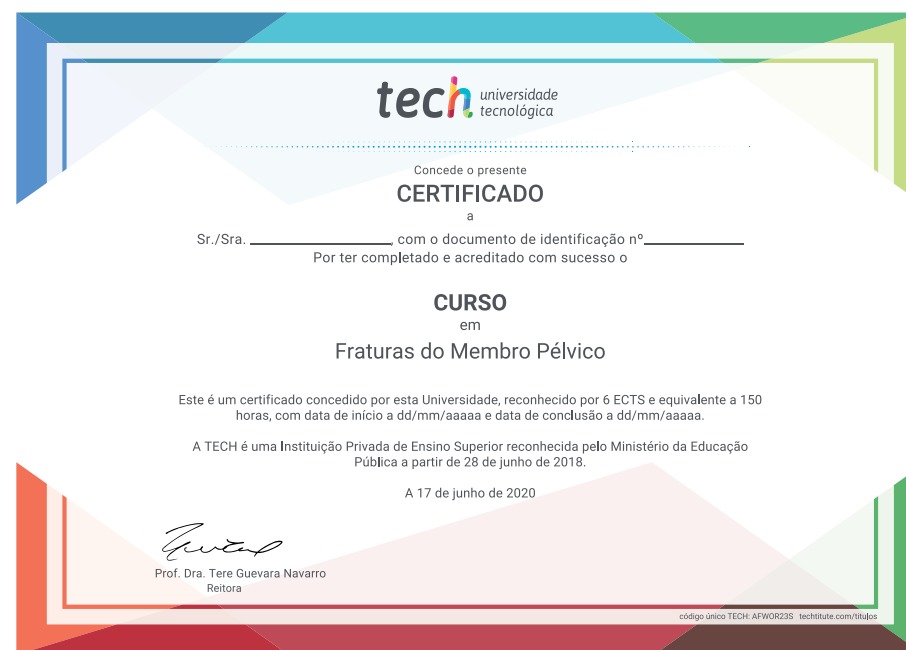 tech universidade
tecnológica
Concede o presente
CERTIFICADO
a
Sr./Sra. ________________, com o documento de identificação nº____________
Por ter completado e acreditado com sucesso o
CURSO
em
Fraturas do Membro Pélvico
Este é um certificado concedido por esta Universidade, reconhecido por 6 ECTS e equivalente a 150
horas, com data de início a dd/mm/aaaaa e data de conclusão a dd/mm/aaaaa.
A TECH é uma Instituição Privada de Ensino Superior reconhecida pelo Ministério da Educação
Pública a partir de 28 de junho de 2018.
A 17 de junho de 2020
Prof. Dra. Tere Guevara Navarro
Reitora
código único TECH: AFWOR23S techtitute.com/titulos